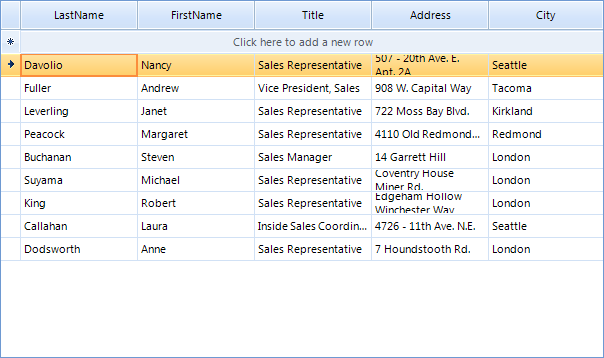 LastName FirstName Title Address City
Click here to add a new row
Davolio Nancy Sales Representative 507 - 20th Ave. E. Apt. 2A Seattle
Fuller Andrew Vice President, Sales 908 W. Capital Way Tacoma
Leverling Janet Sales Representative 722 Moss Bay Blvd. Kirkland
Peacock Margaret Sales Representative 4110 Old Redmond... Redmond
Buchanan Steven Sales Manager 14 Garrett Hill London
Suyama Michael Sales Representative Coventry House Miner Rd. London
King Robert Sales Representative Edgeham Hollow Winchester Way London
Callahan Laura Inside Sales Coordin... 4726 - 11th Ave. N.E. Seattle
Dodsworth Anne Sales Representative 7 Houndstooth Rd. London